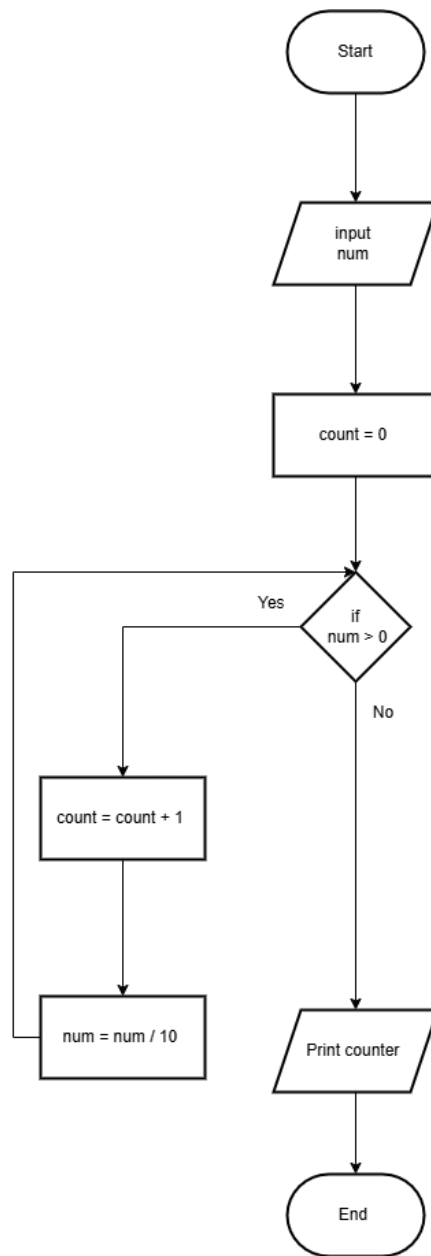 Start
input
num
count = 0
Yes
if
num > 0
No
count = count + 1
num = num / 10
Print counter
End